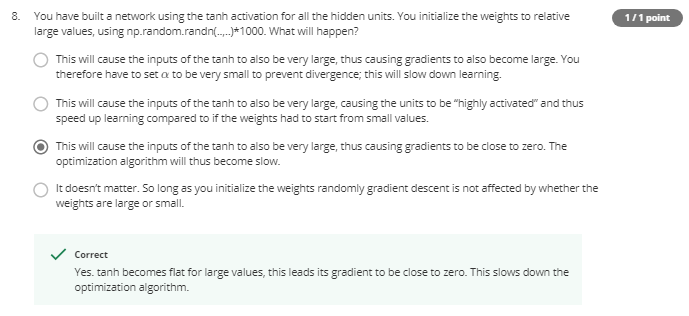 8. You have built a network using the tanh activation for all the hidden units. You initialize the weights to relative
large values, using np.random.randn(..,..)*1000. What will happen?
1 / 1 point
This will cause the inputs of the tanh to also be very large, thus causing gradients to also become large. You
therefore have to set α to be very small to prevent divergence; this will slow down learning.
This will cause the inputs of the tanh to also be very large, causing the units to be "highly activated" and thus
speed up learning compared to if the weights had to start from small values.
This will cause the inputs of the tanh to also be very large, thus causing gradients to be close to zero. The
optimization algorithm will thus become slow.
It doesn't matter. So long as you initialize the weights randomly gradient descent is not affected by whether the
weights are large or small.
Correct
Yes. tanh becomes flat for large values, this leads its gradient to be close to zero. This slows down the
optimization algorithm.